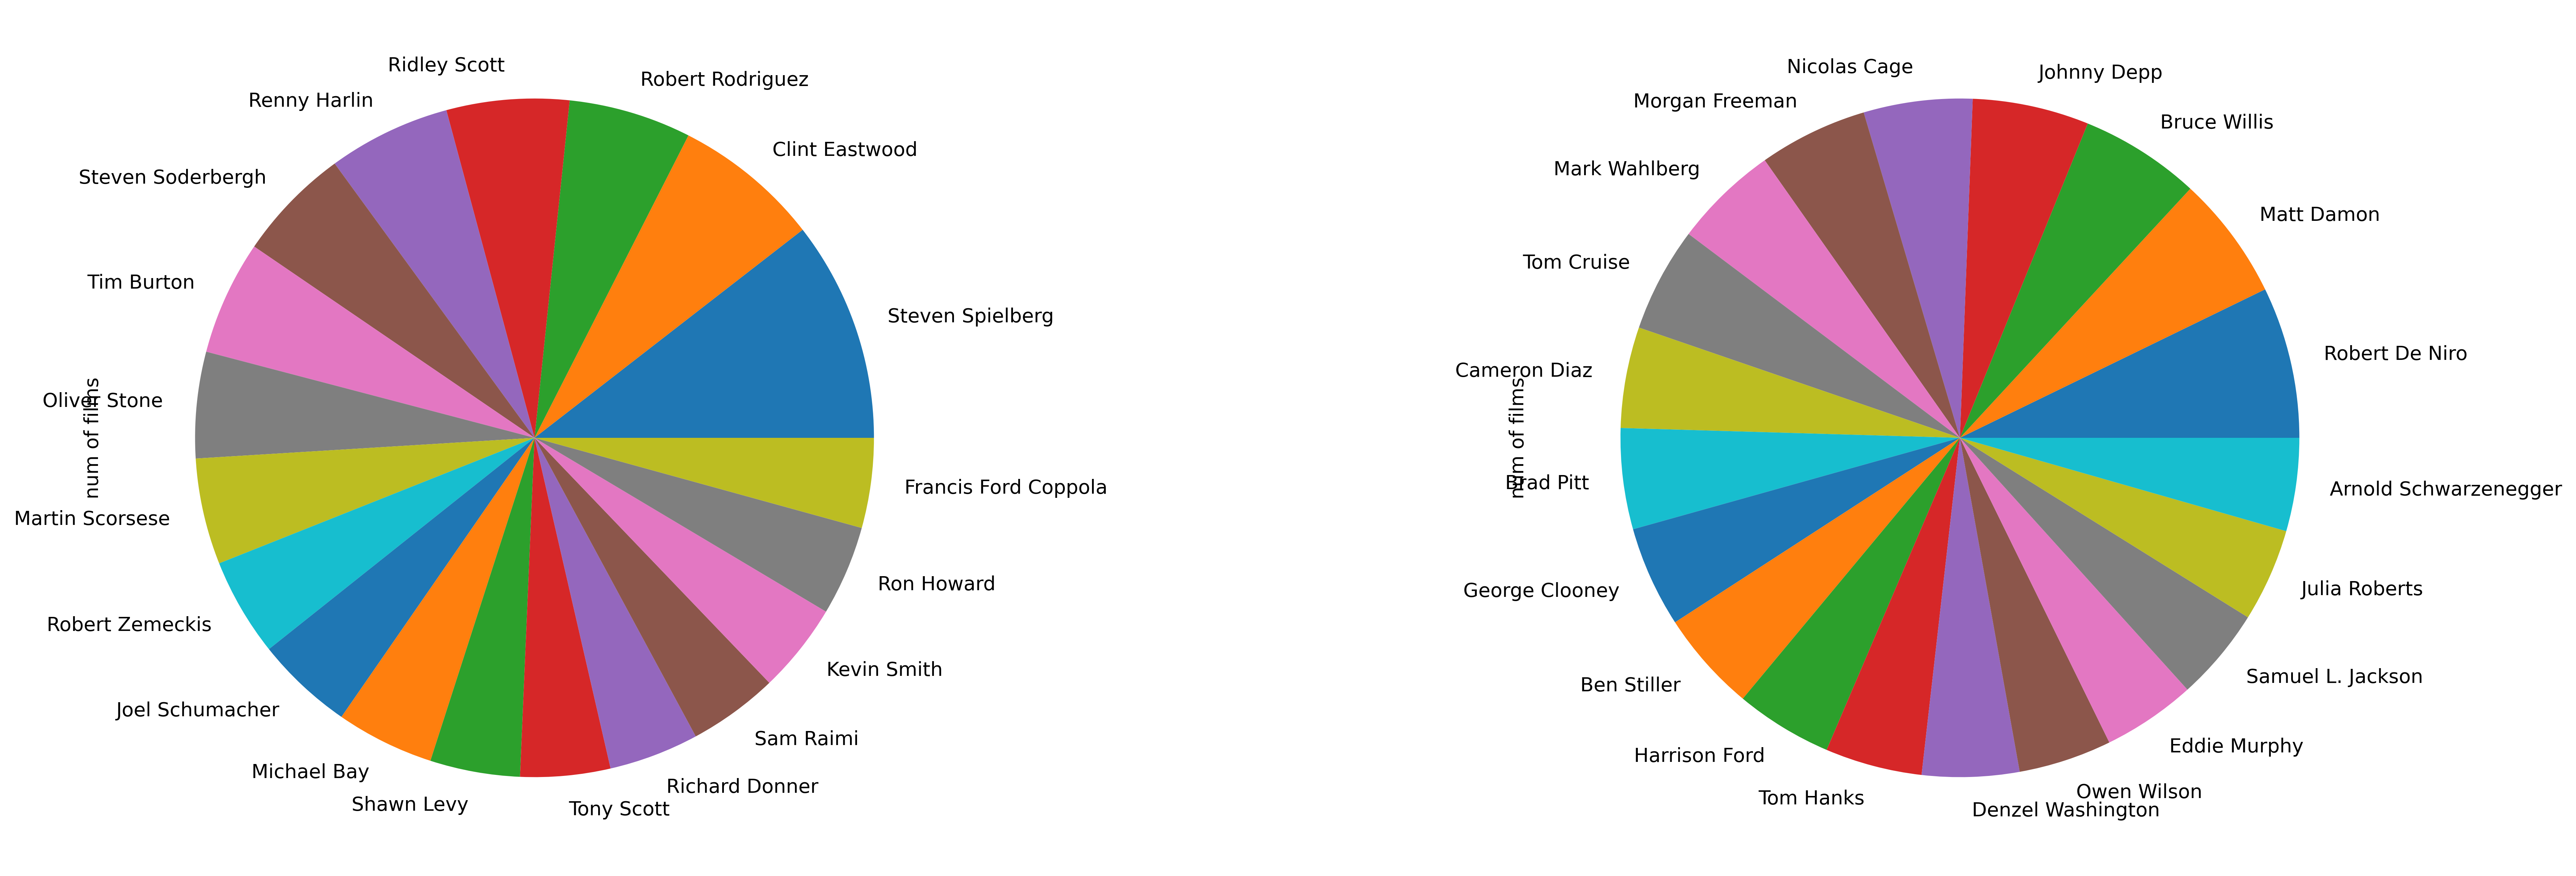 Ridley Scott
Robert Rodriguez
Renny Harlin
Clint Eastwood
Steven Soderbergh
Tim Burton
Steven Spielberg
Oliver Stone
num of films
Francis Ford Coppola
Martin Scorsese
Ron Howard
Robert Zemeckis
Kevin Smith
Joel Schumacher
Sam Raimi
Michael Bay
Richard Donner
Shawn Levy
Tony Scott
Nicolas Cage
Johnny Depp
Morgan Freeman
Bruce Willis
Mark Wahlberg
Matt Damon
Tom Cruise
Robert De Niro
Cameron Diaz
num of films
Brad Pitt
Arnold Schwarzenegger
George Clooney
Julia Roberts
Ben Stiller
Samuel L. Jackson
Harrison Ford
Eddie Murphy
Tom Hanks
Owen Wilson
Denzel Washington